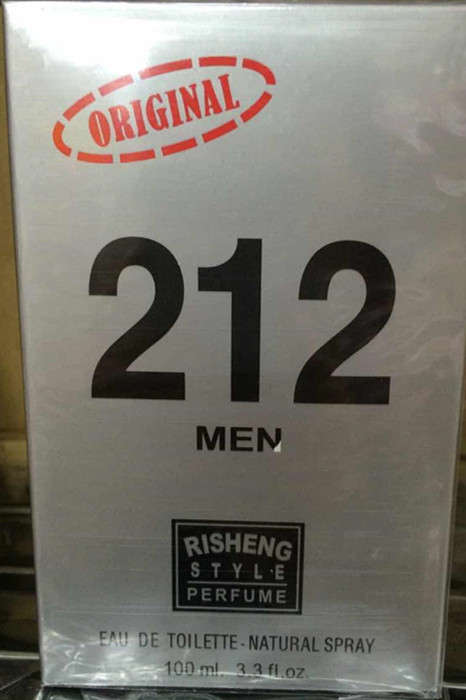 ORIGINAL
212
MEN
RISHENG
STYLE
PERFUME
EAU DE TOILETTE-NATURAL SPRAY
100 ml. 3.3 fl.oz.